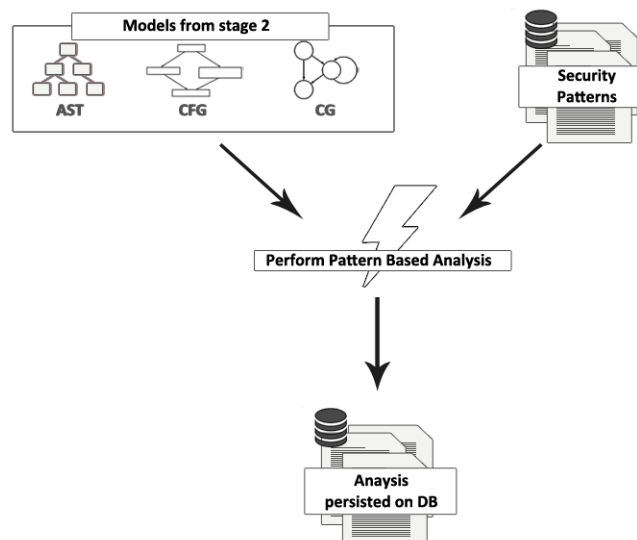 Models from stage 2
AST
CFG
CG
Security
Patterns
Perform Pattern Based Analysis
Anaysis
persisted on DB